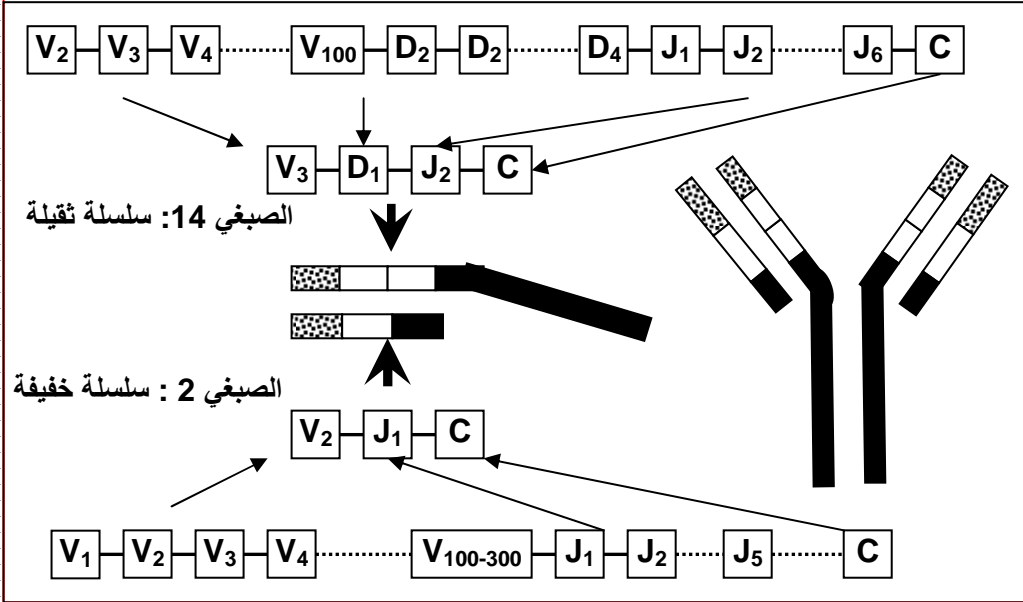 V2 V3 V4 V100 D2 D2 D4 J1 J2 J6 C
V3 D1 J2 C
الصبغي 14: سلسلة ثقيلة
الصبغي 2 : سلسلة خفيفة
V2 J1 C
V1 V2 V3 V4 V100-300 J1 J2 J5 C